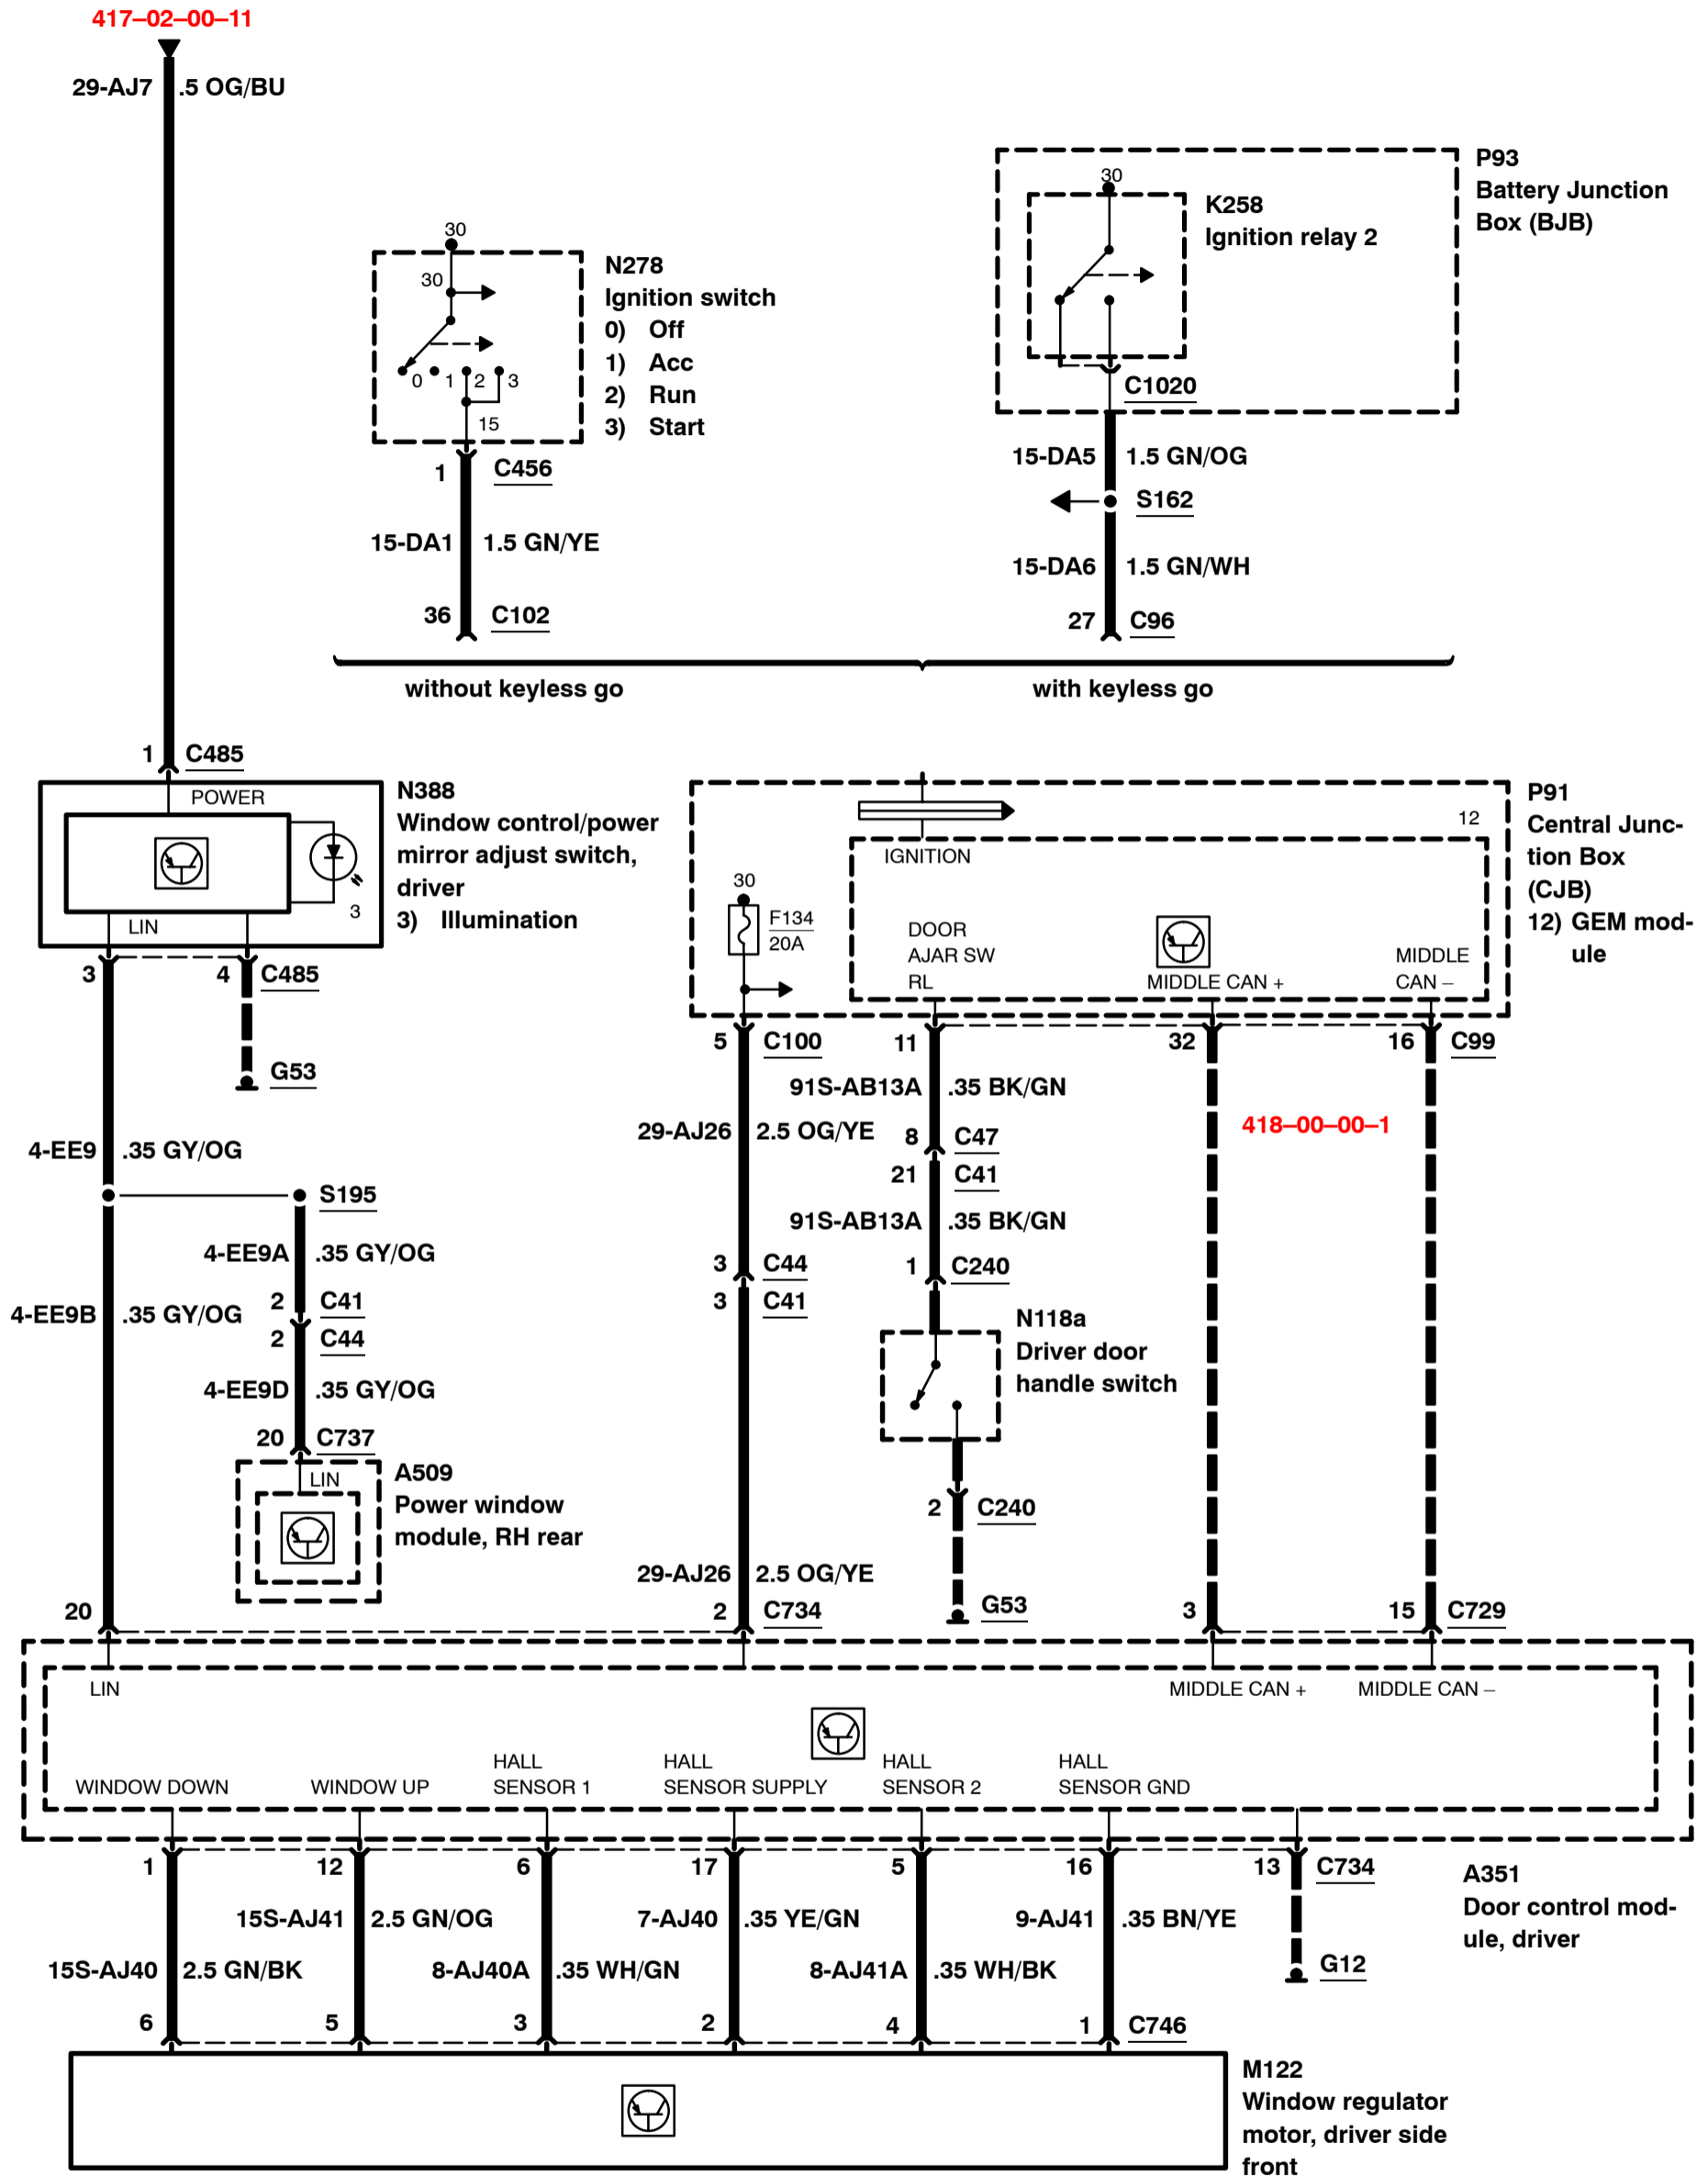 417–02–00–11
29-AJ7 .5 OG/BU
P93
Battery Junction
Box (BJB)
30
K258
Ignition relay 2
30
30
N278
Ignition switch
0) Off
1) Acc
2) Run
3) Start
0 1 2 3
15
C1020
1 C456
15-DA5 1.5 GN/OG
S162
15-DA1 1.5 GN/YE
15-DA6 1.5 GN/WH
36 C102
27 C96
without keyless go
with keyless go
1 C485
POWER
N388
Window control/power
mirror adjust switch,
driver
3) Illumination
3
LIN
P91
Central Junc-
tion Box
(CJB)
12) GEM mod-
ule
12
IGNITION
30
F134
20A
DOOR
AJAR SW
RL
MIDDLE CAN +
MIDDLE
CAN –
3 4 C485
5 C100 11 32 16 C99
G53
91S-AB13A .35 BK/GN
418–00–00–1
29-AJ26 2.5 OG/YE
8 C47
4-EE9 .35 GY/OG
21 C41
S195
91S-AB13A .35 BK/GN
4-EE9A .35 GY/OG
3 C44
1 C240
2 C41
3 C41
4-EE9B .35 GY/OG
N118a
Driver door
handle switch
2 C44
4-EE9D .35 GY/OG
20 C737
LIN
A509
Power window
module, RH rear
2 C240
29-AJ26 2.5 OG/YE
G53
20 2 C734 3 15 C729
LIN MIDDLE CAN + MIDDLE CAN –
WINDOW DOWN
WINDOW UP
HALL
SENSOR 1
HALL
SENSOR SUPPLY
HALL
SENSOR 2
HALL
SENSOR GND
1 12 6 17 5 16 13 C734
A351
Door control mod-
ule, driver
15S-AJ41 2.5 GN/OG 7-AJ40 .35 YE/GN 9-AJ41 .35 BN/YE
15S-AJ40 2.5 GN/BK 8-AJ40A .35 WH/GN 8-AJ41A .35 WH/BK G12
6 5 3 2 4 1 C746
M122
Window regulator
motor, driver side
front